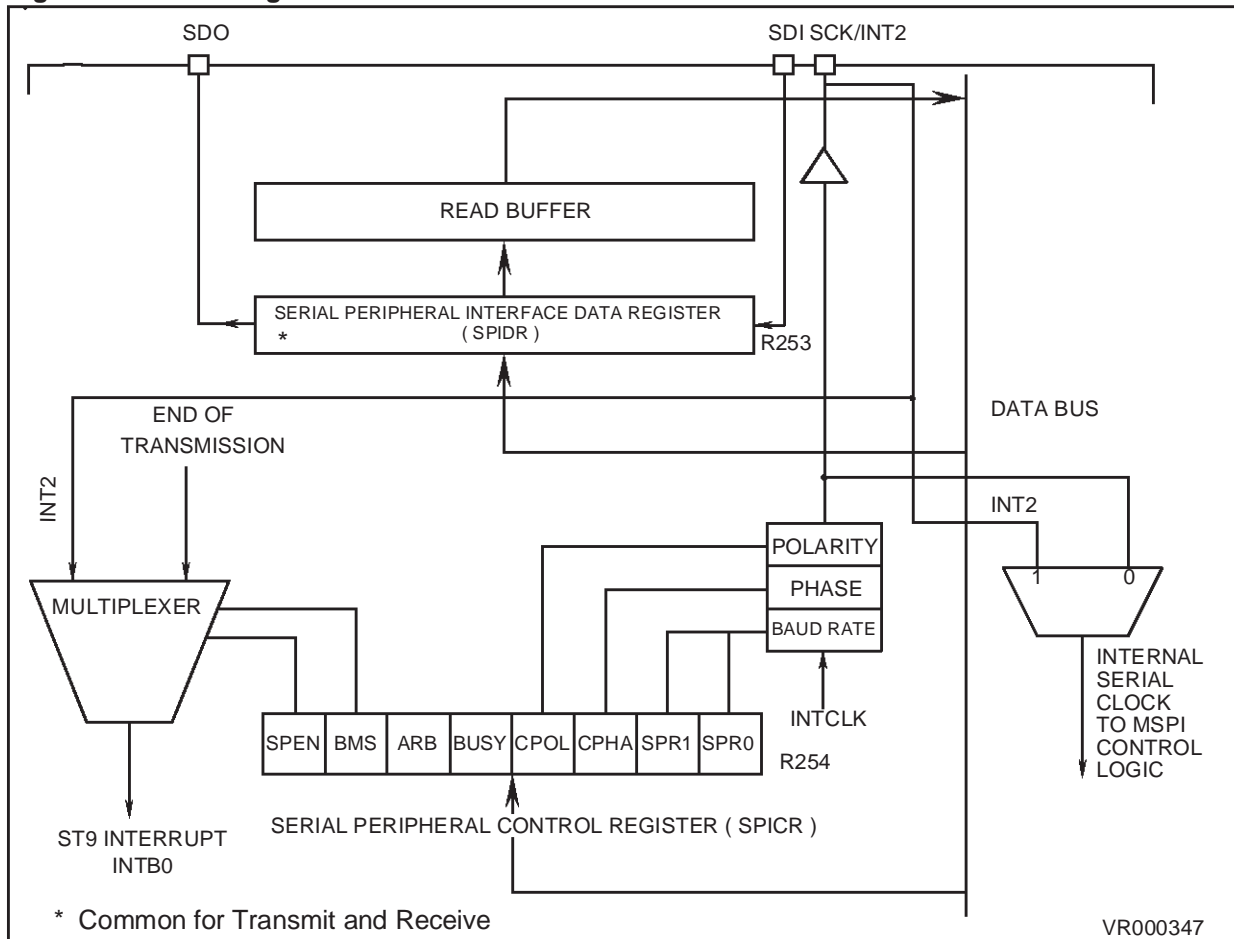 SDO
SDI SCK/INT2
READ BUFFER
SERIAL PERIPHERAL INTERFACE DATA REGISTER
( SPIDR )
*
R253
END OF
TRANSMISSION
DATA BUS
INT2
INT2
POLARITY
1
0
MULTIPLEXER
PHASE
BAUD RATE
INTERNAL
SERIAL
CLOCK
TO MSPI
CONTROL
LOGIC
INTCLK
SPEN BMS ARB BUSY CPOL CPHA SPR1 SPR0
R254
SERIAL PERIPHERAL CONTROL REGISTER ( SPICR )
ST9 INTERRUPT
INTB0
* Common for Transmit and Receive
VR000347